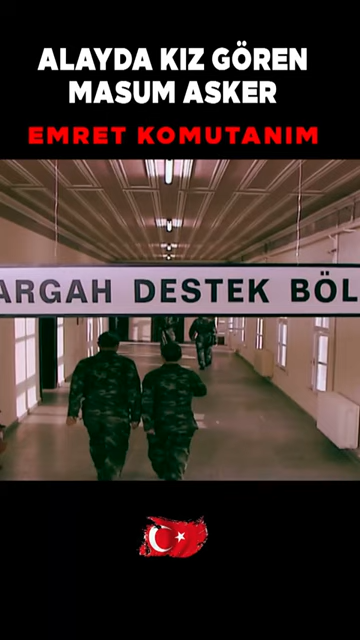 ALAYDA KIZ GÖREN
MASUM ASKER
EMRET KOMUTANIM
ARGAH DESTEK BÖL